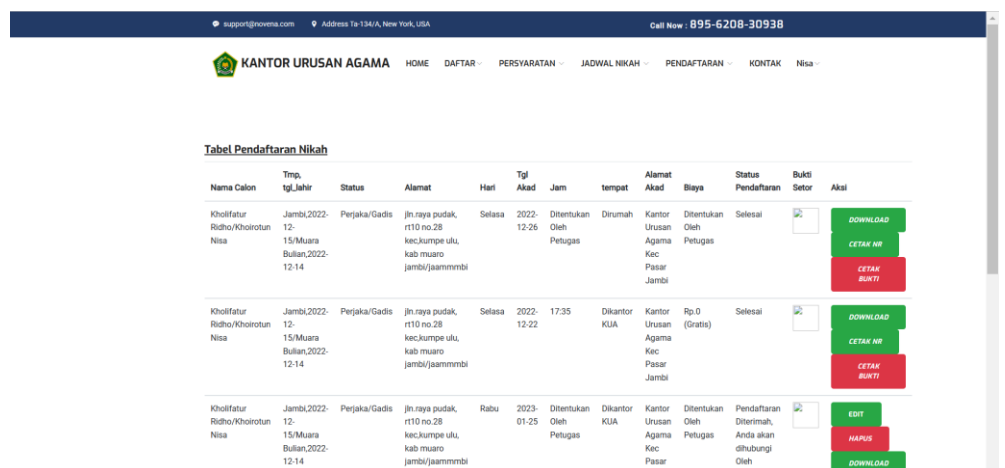 support@novena.com Address Ta-134/A, New York, USA Call Now : 895-6208-30938
KANTOR URUSAN AGAMA HOME DAFTAR PERSYARATAN JADWAL NIKAH PENDAFTARAN KONTAK Nisa
Tabel Pendaftaran Nikah
Nama Calon Tmp, tgl_lahir Status Alamat Hari Tgl Akad Jam tempat Alamat Akad Biaya Status Pendaftaran Bukti Setor Aksi
Kholifatur Jambi,2022- Perjaka/Gadis jln.raya pudak, Selasa 2022- Ditentukan Dirumah Kantor Ditentukan Selesai DOWNLOAD
Ridho/Khoirotun 12- rt10 no.28 12-26 Oleh Urusan Oleh
Nisa 15/Muara kec,kumpe ulu, Petugas Agama Petugas CETAK NR
Bulian,2022- kab muaro Kec
12-14 jambi/jaammmbi Pasar CETAK
Jambi BUKTI
Kholifatur Jambi,2022- Perjaka/Gadis jln.raya pudak, Selasa 2022- 17:35 Dikantor Kantor Rp.0 Selesai DOWNLOAD
Ridho/Khoirotun 12- rt10 no.28 12-22 KUA Urusan (Gratis)
Nisa 15/Muara kec,kumpe ulu, Agama CETAK NR
Bulian,2022- kab muaro Kec
12-14 jambi/jaammmbi Pasar CETAK
Jambi BUKTI
Kholifatur Jambi,2022- Perjaka/Gadis jln.raya pudak, Rabu 2023- Ditentukan Dikantor Kantor Ditentukan Pendaftaran EDIT
Ridho/Khoirotun 12- rt10 no.28 01-25 Oleh KUA Urusan Oleh Diterimah,
Nisa 15/Muara kec,kumpe ulu, Petugas Agama Petugas Anda akan HAPUS
Bulian,2022- kab muaro Kec dihubungi
12-14 jambi/jaammmbi Pasar Oleh DOWNLOAD